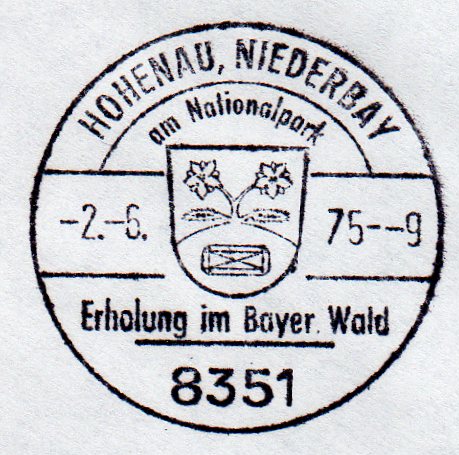 HOHENAU, NIEDERBAY
am Nationalpark
-2.-6. 75--9
Erholung im Bayer. Wald
8351